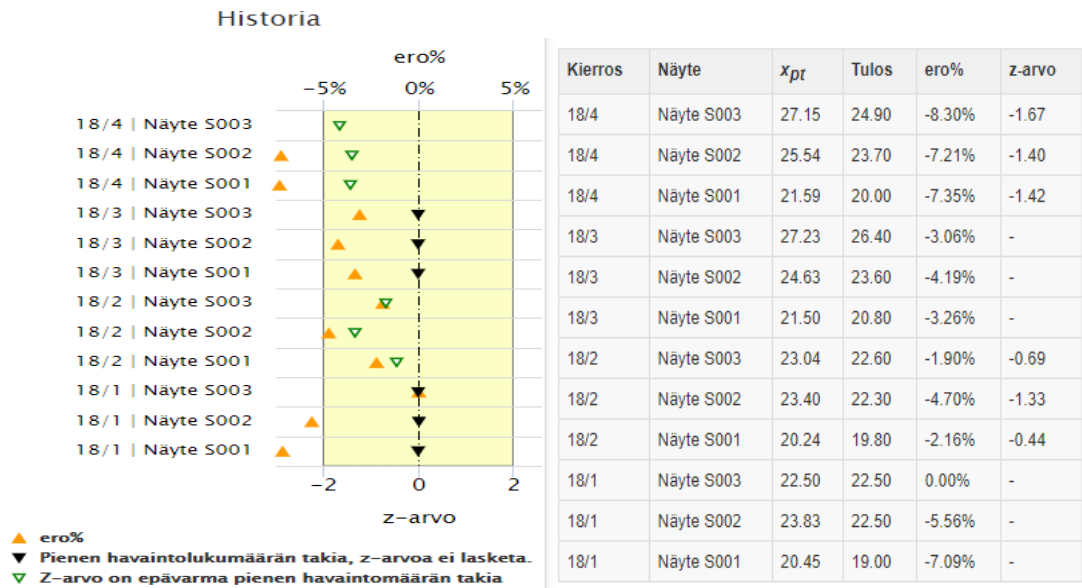 Historia
ero%
−5% 0% 5%
18/4 | Näyte S003
18/4 | Näyte S002
18/4 | Näyte S001
18/3 | Näyte S003
18/3 | Näyte S002
18/3 | Näyte S001
18/2 | Näyte S003
18/2 | Näyte S002
18/2 | Näyte S001
18/1 | Näyte S003
18/1 | Näyte S002
18/1 | Näyte S001
−2 0 2
z−arvo
ero%
Pienen havaintolukumäärän takia, z−arvoa ei lasketa.
Z−arvo on epävarma pienen havaintomäärän takia
Kierros Näyte xpt Tulos ero% z-arvo
18/4 Näyte S003 27.15 24.90 -8.30% -1.67
18/4 Näyte S002 25.54 23.70 -7.21% -1.40
18/4 Näyte S001 21.59 20.00 -7.35% -1.42
18/3 Näyte S003 27.23 26.40 -3.06% -
18/3 Näyte S002 24.63 23.60 -4.19% -
18/3 Näyte S001 21.50 20.80 -3.26% -
18/2 Näyte S003 23.04 22.60 -1.90% -0.69
18/2 Näyte S002 23.40 22.30 -4.70% -1.33
18/2 Näyte S001 20.24 19.80 -2.16% -0.44
18/1 Näyte S003 22.50 22.50 0.00% -
18/1 Näyte S002 23.83 22.50 -5.56% -
18/1 Näyte S001 20.45 19.00 -7.09% -